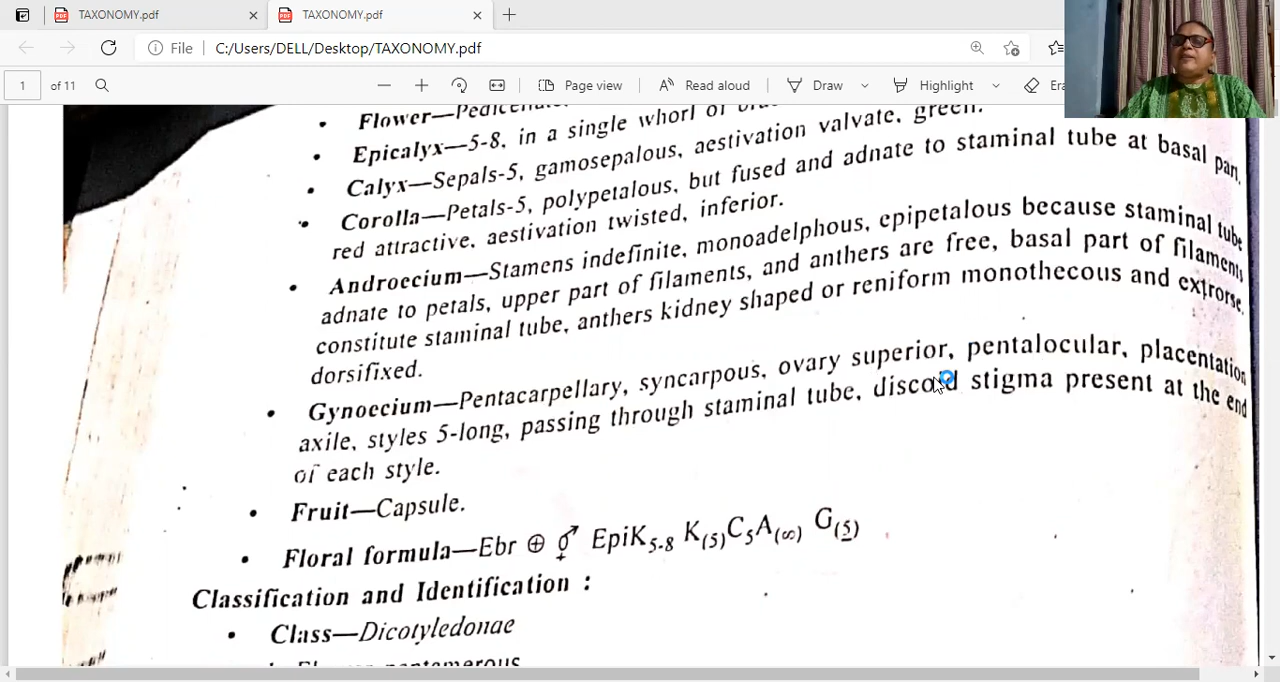 TAXONOMY.pdf
TAXONOMY.pdf
File C:/Users/DELL/Desktop/TAXONOMY.pdf
1 of 11 Page view Read aloud Draw Highlight
• Flower—
• Epicalyx—5-8, in a single whorl of
• Calyx—Sepals-5, gamosepalous, aestivation valvate, green.
• Corolla—Petals-5, polypetalous, but fused and adnate to staminal tube at basal part,
red attractive, aestivation twisted, inferior.
• Androecium—Stamens indefinite, monoadelphous, epipetalous because staminal tube
adnate to petals, upper part of filaments, and anthers are free, basal part of filaments
constitute staminal tube, anthers kidney shaped or reniform monothecous and extrorse.
dorsifixed.
• Gynoecium—Pentacarpellary, syncarpous, ovary superior, pentalocular, placentation
axile, styles 5-long, passing through staminal tube, stigma present at the end
of each style.
• Fruit—Capsule.
• Floral formula—Ebr ⊕ ⚥ EpiK5-8 K(5)C5A(∞) G(5)
Classification and Identification :
• Class—Dicotyledonae